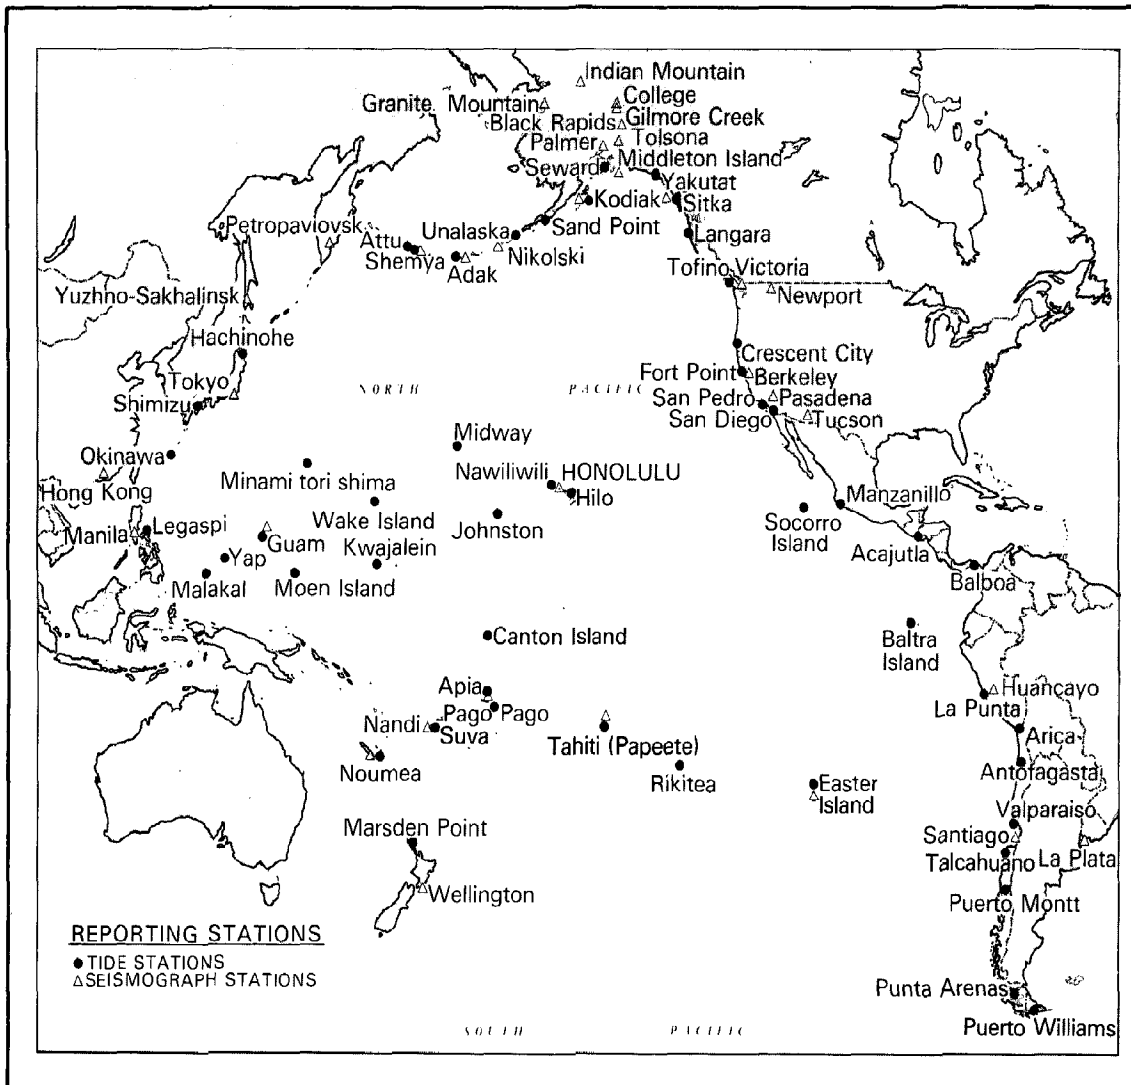 Indian Mountain
Granite Mountain
College
Black Rapids
Gilmore Creek
Palmer
Tolsona
Seward
Middleton Island
Yakutat
Kodiak
Sitka
Petropaviovsk
Attu
Unalaska
Sand Point
Langara
Shemya
Adak
Nikolski
Tofino
Victoria
Yuzhno-Sakhalinsk
Newport
Hachinohe
Crescent City
Tokyo
NORTH PACIFIC
Fort Point
Berkeley
Shimizu
San Pedro
Pasadena
San Diego
Tucson
Midway
Okinawa
Minami tori shima
Nawiliwili
HONOLULU
Hong Kong
Hilo
Manzanillo
Wake Island
Johnston
Socorro
Island
Manila
Legaspi
Guam
Kwajalein
Acajutla
Yap
Malakal
Moen Island
Balboa
Canton Island
Baltra
Island
Apia
Huancayo
Pago Pago
La Punta
Nandi
Suva
Tahiti (Papeete)
Arica
Noumea
Rikitea
Antofagasta
Easter
Island
Valparaiso
Marsden Point
Santiago
Talcahuano
La Plata
Wellington
Puerto Montt
REPORTING STATIONS
TIDE STATIONS
SEISMOGRAPH STATIONS
Punta Arenas
SOUTH PACIFIC
Puerto Williams